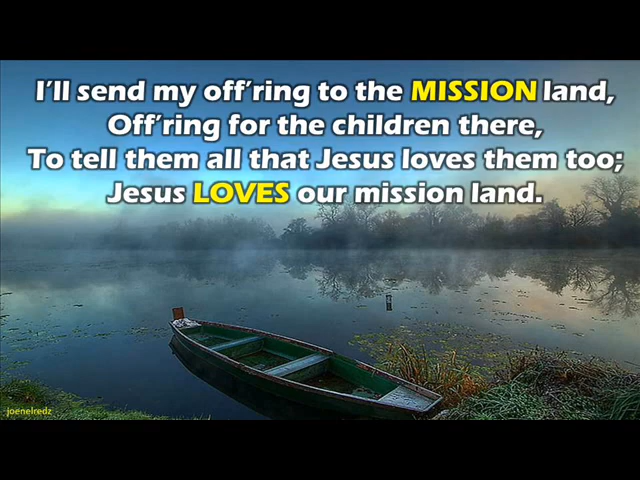 I'll send my off'ring to the MISSION land,
Off'ring for the children there,
To tell them all that Jesus loves them too;
Jesus LOVES our mission land.
joenelredz